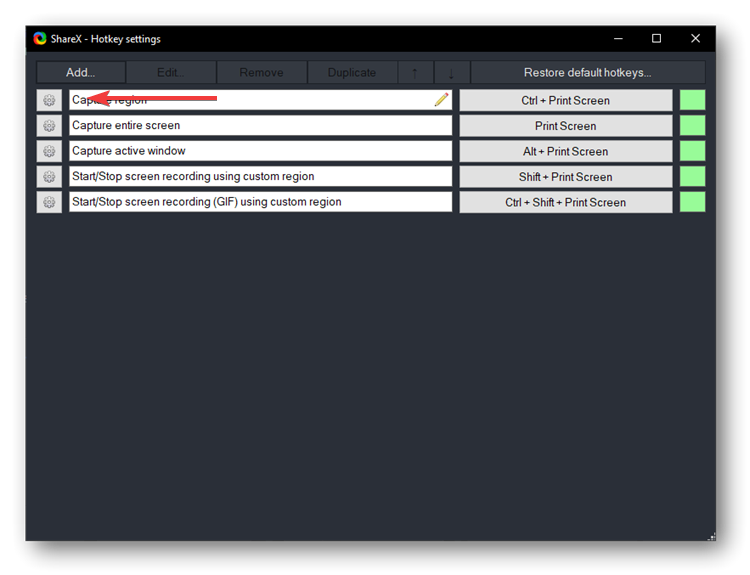 ShareX - Hotkey settings
Add... Edit... Remove Duplicate ↑ ↓ Restore default hotkeys...
Capture region Ctrl + Print Screen
Capture entire screen Print Screen
Capture active window Alt + Print Screen
Start/Stop screen recording using custom region Shift + Print Screen
Start/Stop screen recording (GIF) using custom region Ctrl + Shift + Print Screen